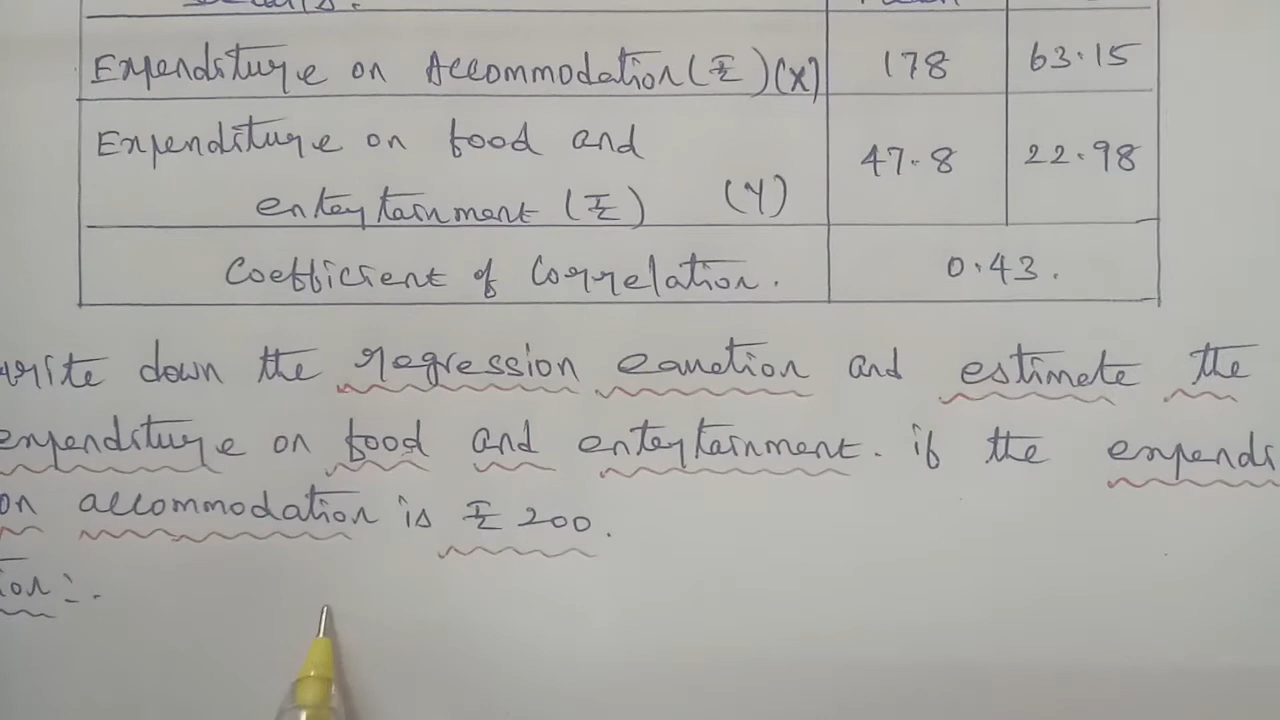 Expenditure on Accommodation (₹) (X) 178 63.15
Expenditure on food and
entertainment (₹) (Y) 47.8 22.98
Coefficient of Correlation. 0.43.
write down the regression equation and estimate the
expenditure on food and entertainment. if the expendi
on accommodation is ₹ 200.
ion :-